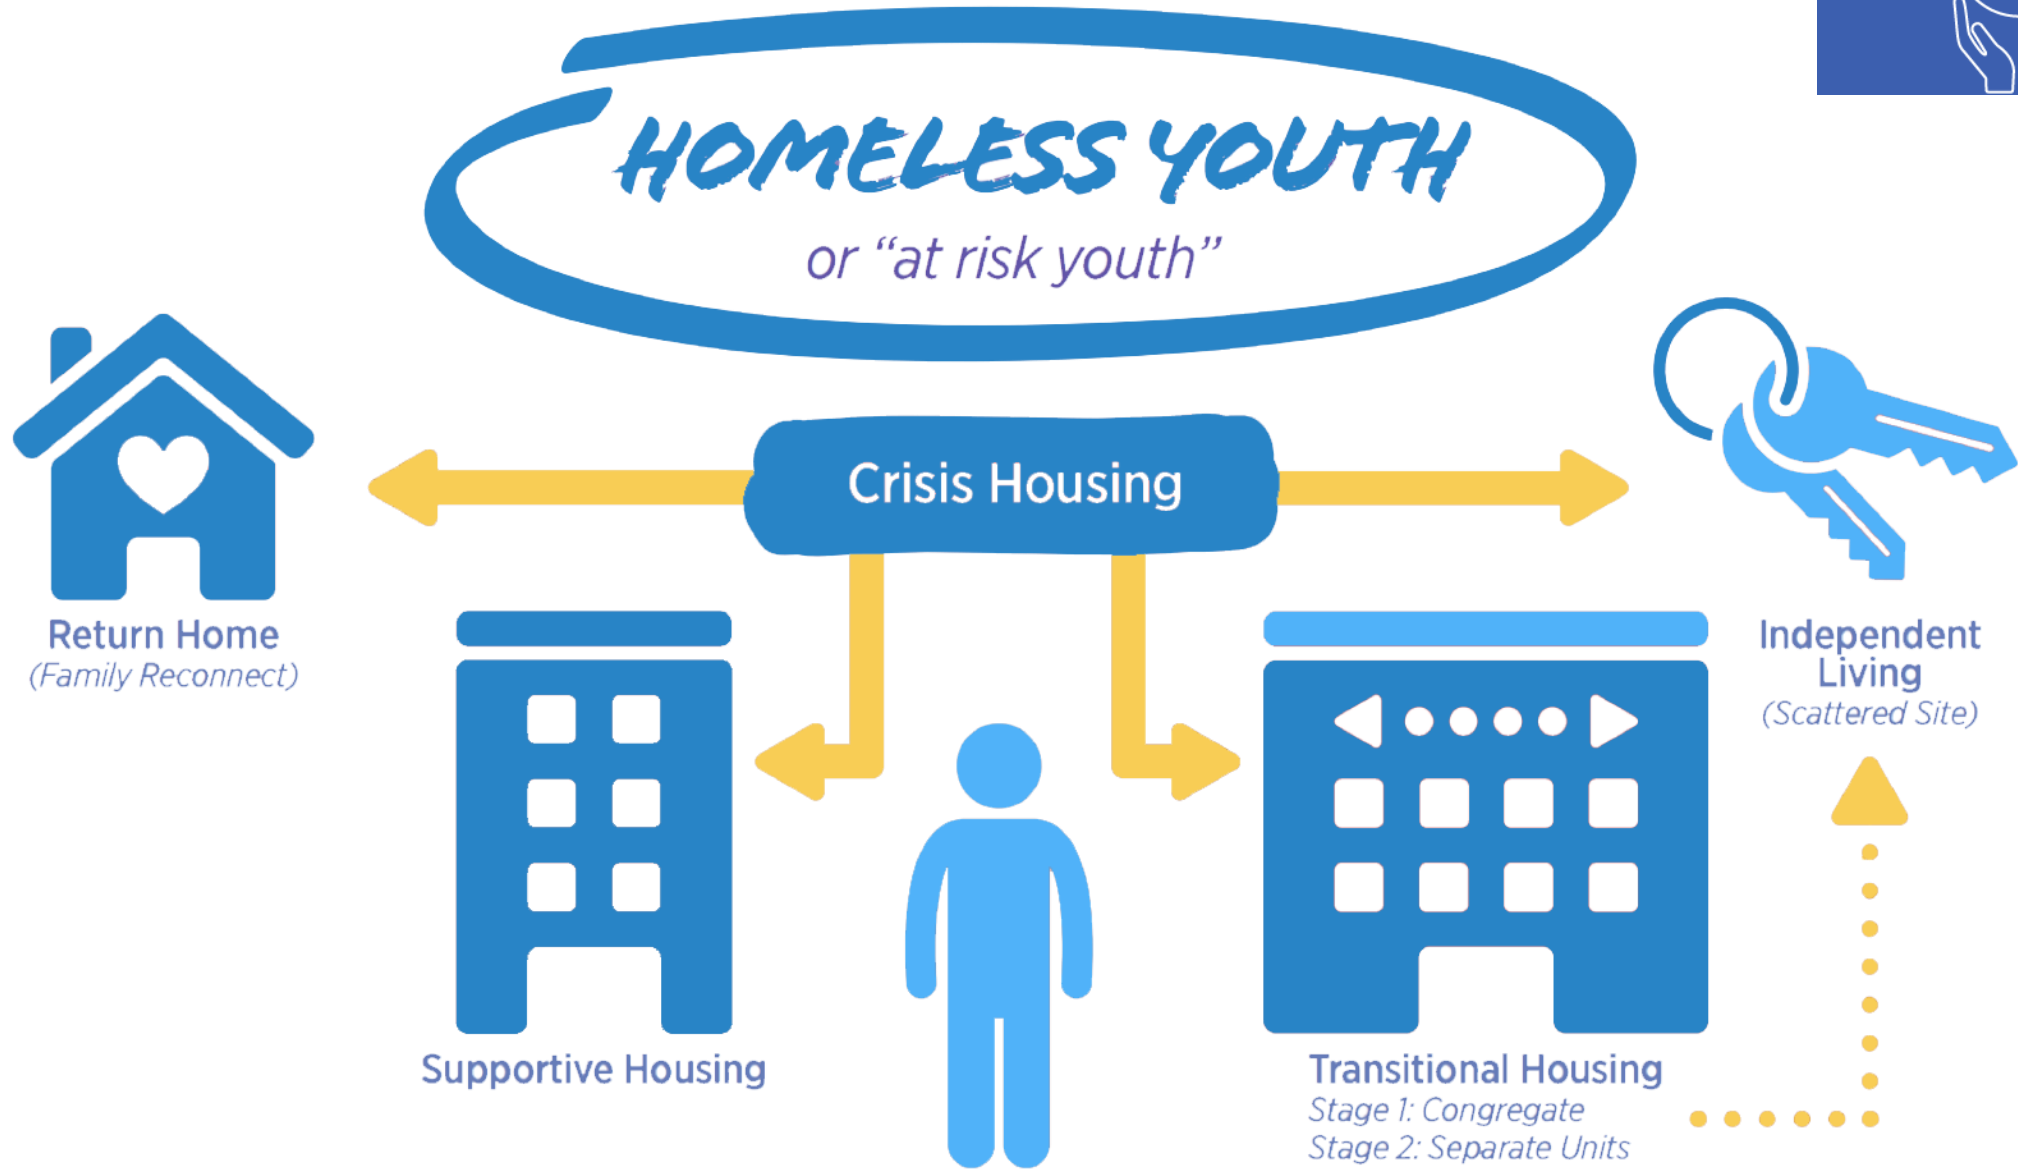 HOMELESS YOUTH
or “at risk youth”
Crisis Housing
Return Home
(Family Reconnect)
Independent
Living
(Scattered Site)
Supportive Housing
Transitional Housing
Stage 1: Congregate
Stage 2: Separate Units